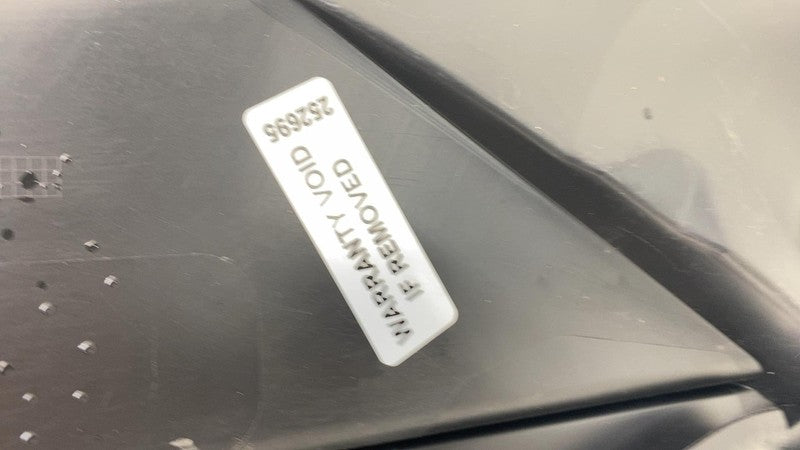 WARRANTY VOID
IF REMOVED
252695